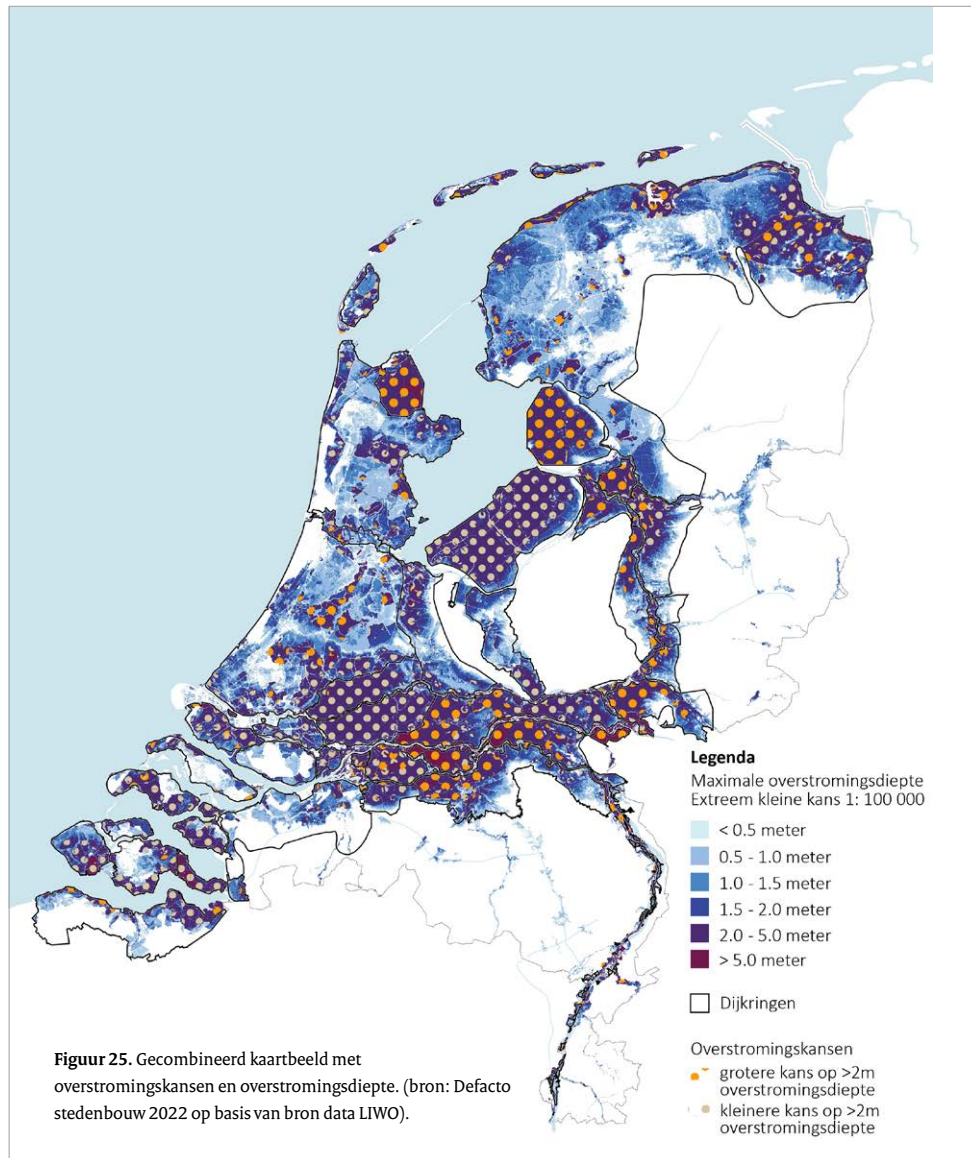 Legenda
Maximale overstromingsdiepte
Extreem kleine kans 1: 100 000
< 0.5 meter
0.5 - 1.0 meter
1.0 - 1.5 meter
1.5 - 2.0 meter
2.0 - 5.0 meter
> 5.0 meter
Dijkringen
Overstromingskansen
grotere kans op >2m
overstromingsdiepte
kleinere kans op >2m
overstromingsdiepte
Figuur 25. Gecombineerd kaartbeeld met
overstromingskansen en overstromingsdiepte. (bron: Defacto
stedenbouw 2022 op basis van bron data LIWO).